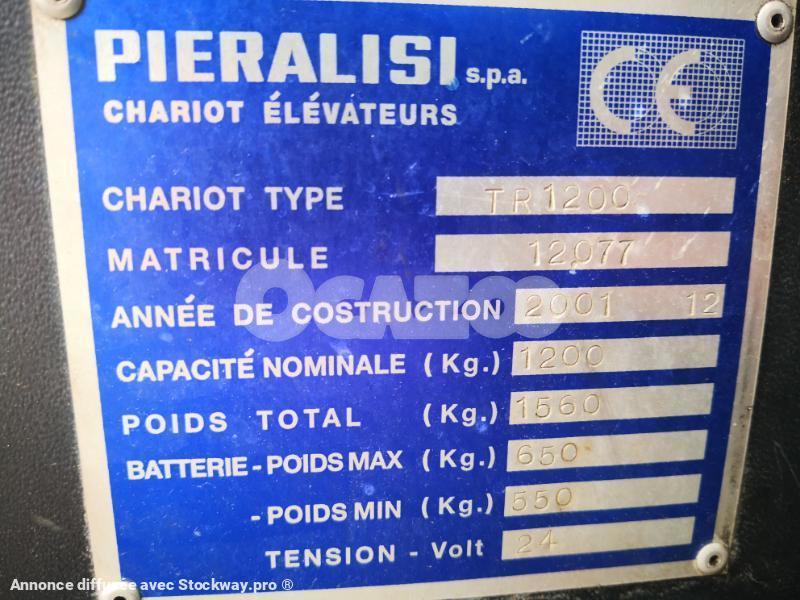 PIERALISI s.p.a.
CE
CHARIOT ÉLÉVATEURS
CHARIOT TYPE TR1200
MATRICULE 12077
ANNÉE DE COSTRUCTION 2001 12
OCAZOO
CAPACITÉ NOMINALE (Kg.) 1200
POIDS TOTAL (Kg.) 1560
BATTERIE - POIDS MAX (Kg.) 650
- POIDS MIN (Kg.) 550
TENSION - Volt 24
Annonce diffusée avec Stockway.pro ®